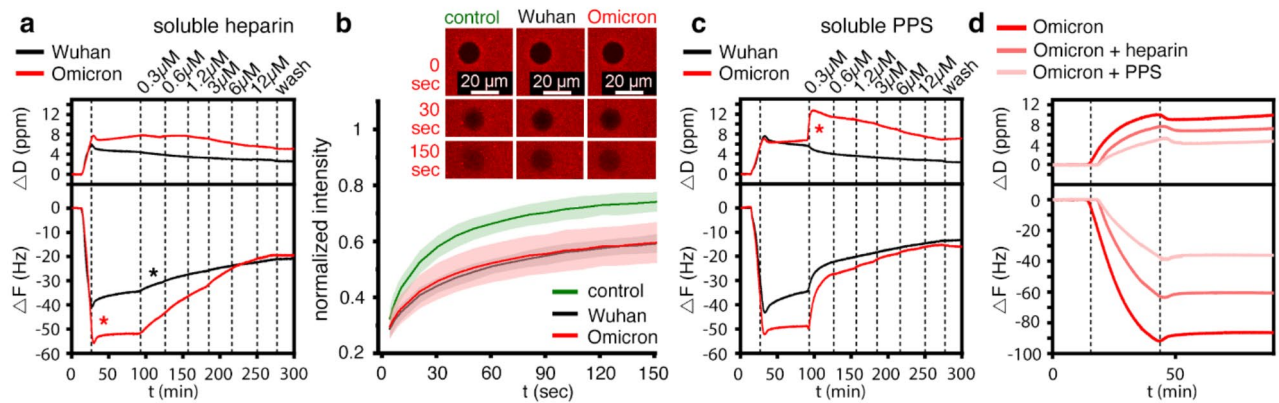 a
soluble heparin
Wuhan
Omicron
0.3μM
0.6μM
1.2μM
3μM
6μM
12μM
wash
△D (ppm)
12
8
4
0
△F (Hz)
0
-10
-20
-30
-40
-50
-60
*
*
0 50 100 150 200 250 300
t (min)
b
control Wuhan Omicron
0
sec
20 μm 20 μm 20 μm
30
sec
150
sec
normalized intensity
1
0.8
0.6
0.4
0.2
control
Wuhan
Omicron
0 30 60 90 120 150
t (sec)
c
soluble PPS
Wuhan
Omicron
0.3μM
0.6μM
1.2μM
3μM
6μM
12μM
wash
△D (ppm)
12
8
4
0
*
△F (Hz)
0
-10
-20
-30
-40
-50
-60
0 50 100 150 200 250 300
t (min)
d
Omicron
Omicron + heparin
Omicron + PPS
△D (ppm)
12
8
4
0
△F (Hz)
0
-20
-40
-60
-80
-100
0 50
t (min)